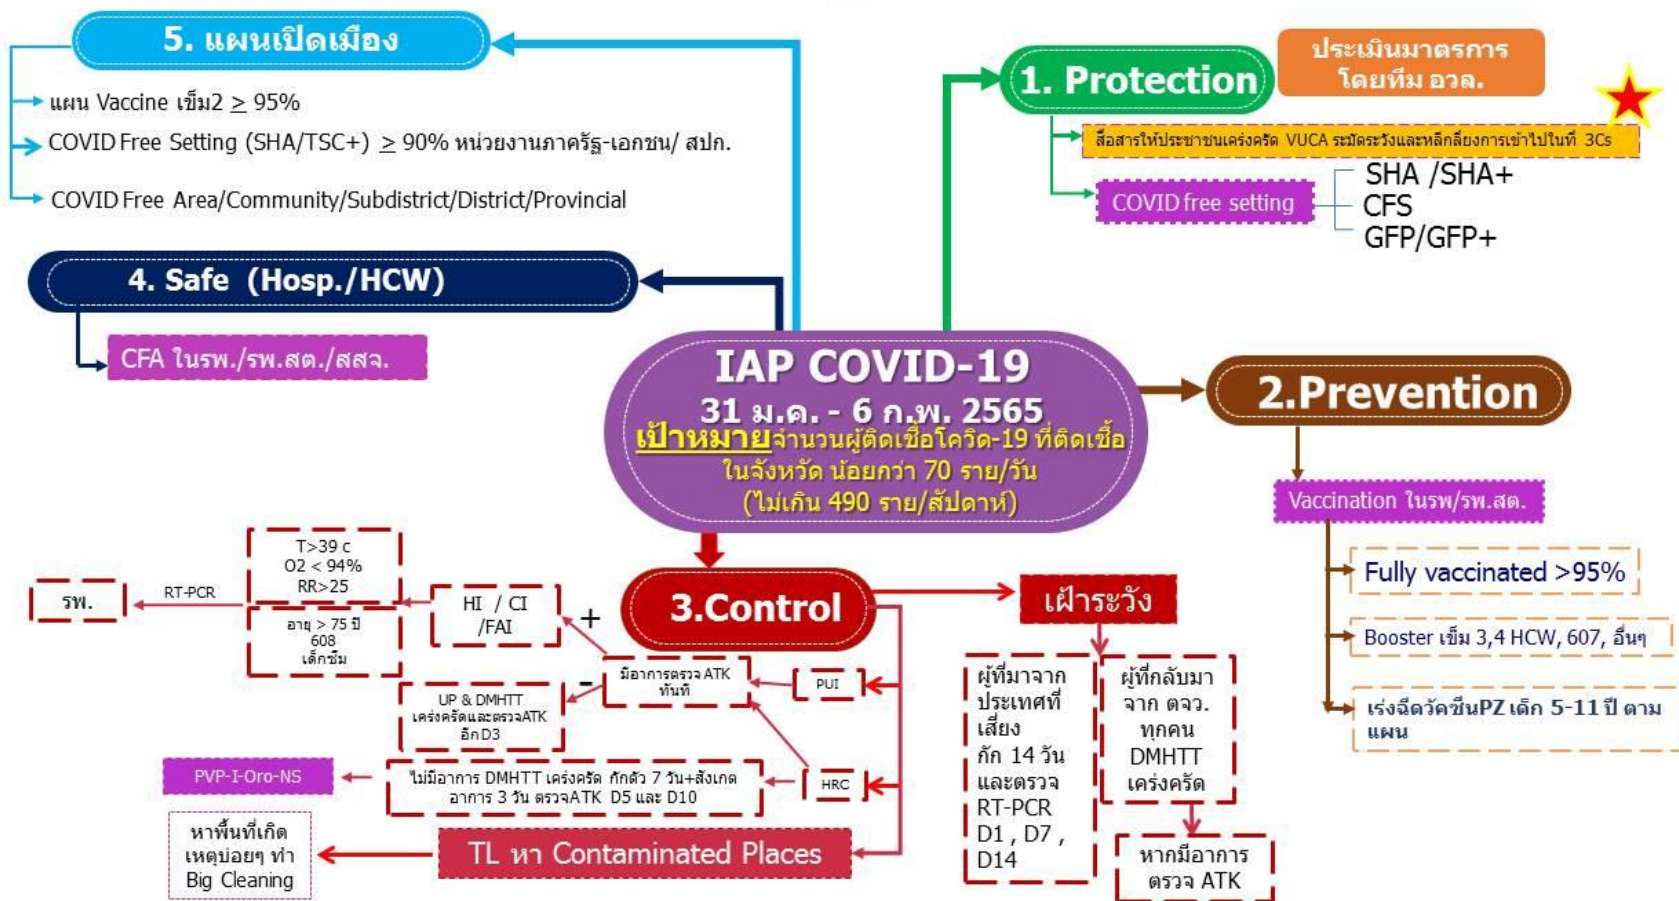 5. แผนเปิดเมือง
แผน Vaccine เข็ม2 ≥ 95%
COVID Free Setting (SHA/TSC+) ≥ 90% หน่วยงานภาครัฐ-เอกชน/ สปก.
COVID Free Area/Community/Subdistrict/District/Provincial
4. Safe (Hosp./HCW)
CFA ในรพ./รพ.สต./สสจ.
1. Protection
ประเมินมาตรการ
โดยทีม อวล.
สื่อสารให้ประชาชนเคร่งครัด VUCA ระมัดระวังและหลีกลี่ยงการเข้าไปในที่ 3Cs
COVID free setting
SHA /SHA+
CFS
GFP/GFP+
IAP COVID-19
31 ม.ค. - 6 ก.พ. 2565
เป้าหมายจำนวนผู้ติดเชื้อโควิด-19 ที่ติดเชื้อ
ในจังหวัด น้อยกว่า 70 ราย/วัน
(ไม่เกิน 490 ราย/สัปดาห์)
2.Prevention
Vaccination ในรพ/รพ.สต.
Fully vaccinated >95%
Booster เข็ม 3,4 HCW, 607, อื่นๆ
เร่งฉีดวัคซีนPZ เด็ก 5-11 ปี ตาม
แผน
3.Control
เฝ้าระวัง
ผู้ที่มาจาก
ประเทศที่
เสี่ยง
กัก 14 วัน
และตรวจ
RT-PCR
D1 , D7 ,
D14
ผู้ที่กลับมา
จาก ตจว.
ทุกคน
DMHTT
เคร่งครัด
หากมีอาการ
ตรวจ ATK
PUI
มีอาการตรวจ ATK
ทันที
+
-
HI / CI
/FAI
T>39 c
O2 < 94%
RR>25
อายุ > 75 ปี
608
เด็กซึม
RT-PCR
รพ.
UP & DMHTT
เคร่งครัดและตรวจATK
อีกD3
HRC
ไม่มีอาการ DMHTT เคร่งครัด กักตัว 7 วัน+สังเกต
อาการ 3 วัน ตรวจATK D5 และ D10
PVP-I-Oro-NS
TL หา Contaminated Places
หาพื้นที่เกิด
เหตุบ่อยๆ ทำ
Big Cleaning